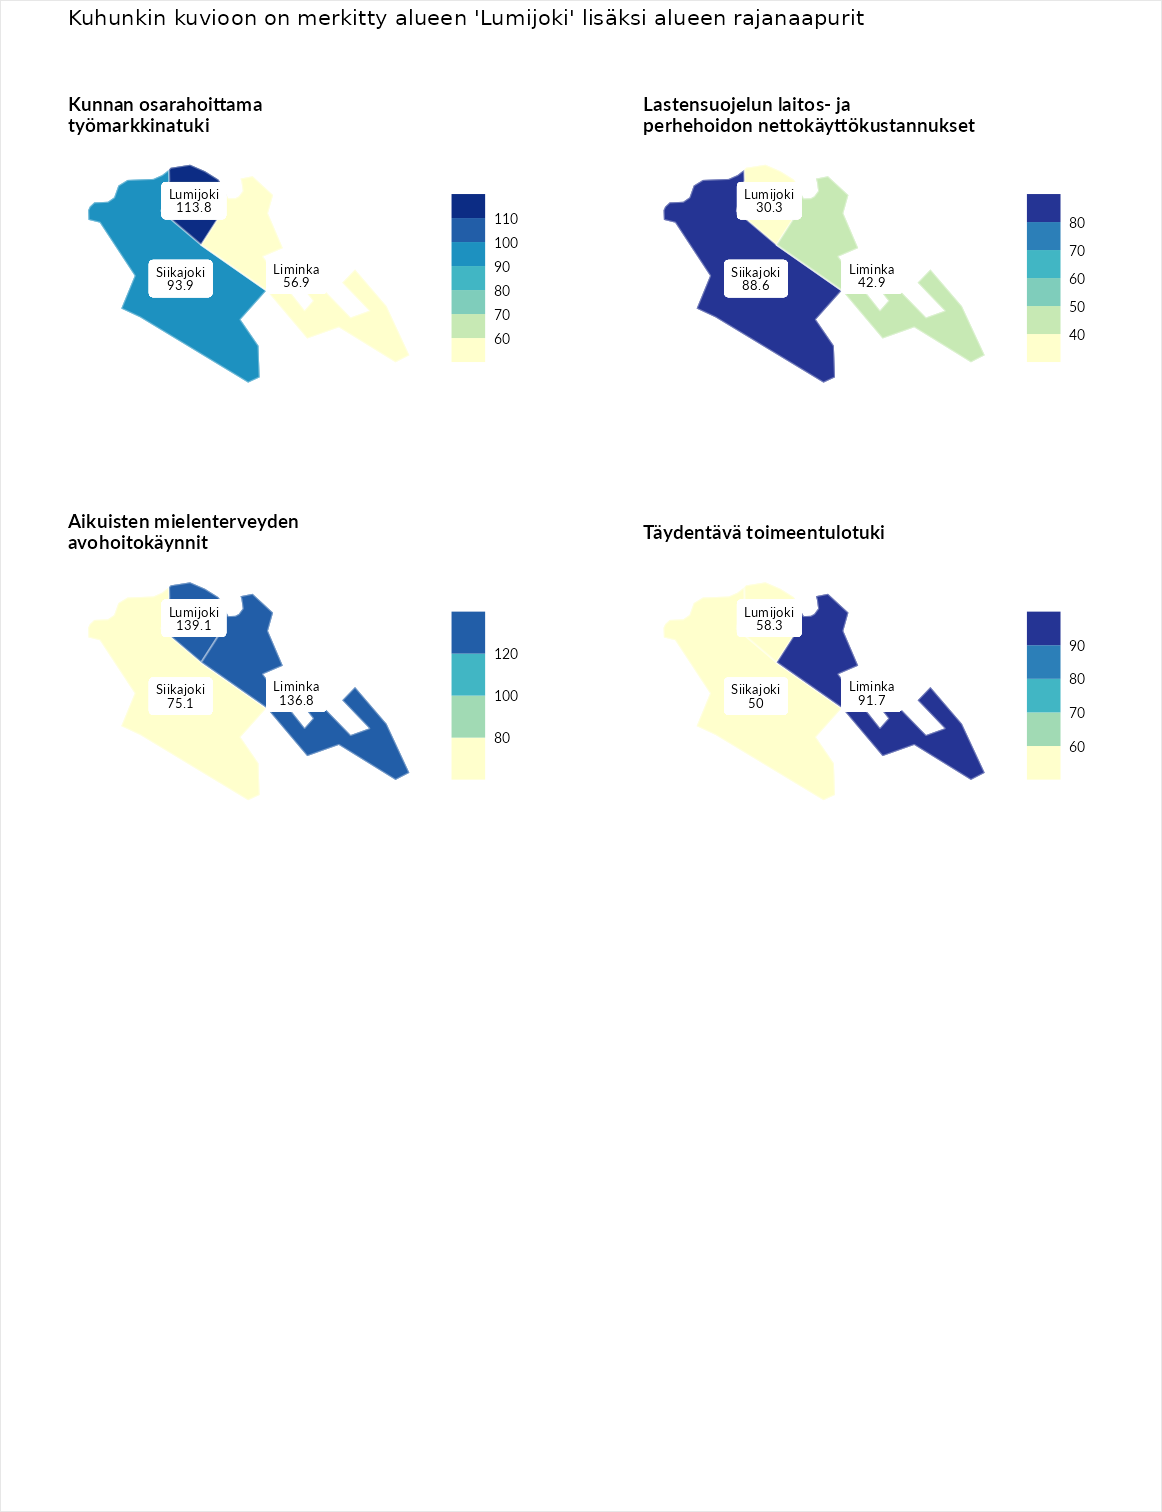 Kuhunkin kuvioon on merkitty alueen 'Lumijoki' lisäksi alueen rajanaapurit
Kunnan osarahoittama
työmarkkinatuki
Lumijoki
113.8
Siikajoki
93.9
Liminka
56.9
110
100
90
80
70
60
Lastensuojelun laitos- ja
perhehoidon nettokäyttökustannukset
Lumijoki
30.3
Siikajoki
88.6
Liminka
42.9
80
70
60
50
40
Aikuisten mielenterveyden
avohoitokäynnit
Lumijoki
139.1
Siikajoki
75.1
Liminka
136.8
120
100
80
Täydentävä toimeentulotuki
Lumijoki
58.3
Siikajoki
50
Liminka
91.7
90
80
70
60